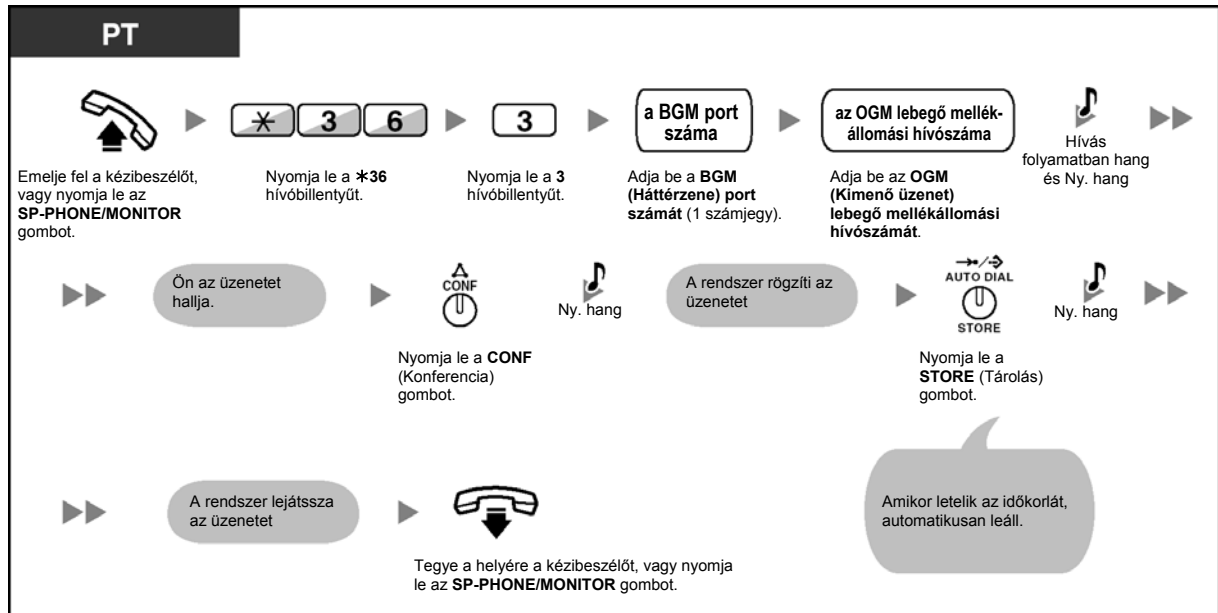 PT
✳ 3 6
3
a BGM port
száma
az OGM lebegő mellék-
állomási hívószáma
Hívás
folyamatban hang
és Ny. hang
Emelje fel a kézibeszélőt,
vagy nyomja le az
SP-PHONE/MONITOR
gombot.
Nyomja le a ✳36
hívóbillentyűt.
Nyomja le a 3
hívóbillentyűt.
Adja be a BGM
(Háttérzene) port
számát (1 számjegy).
Adja be az OGM
(Kimenő üzenet)
lebegő mellékállomási
hívószámát.
Ön az üzenetet
hallja.
CONF
Ny. hang
A rendszer rögzíti az
üzenetet
AUTO DIAL
STORE
Ny. hang
Nyomja le a CONF
(Konferencia)
gombot.
Nyomja le a
STORE (Tárolás)
gombot.
Amikor letelik az időkorlát,
automatikusan leáll.
A rendszer lejátssza
az üzenetet
Tegye a helyére a kézibeszélőt, vagy nyomja
le az SP-PHONE/MONITOR gombot.